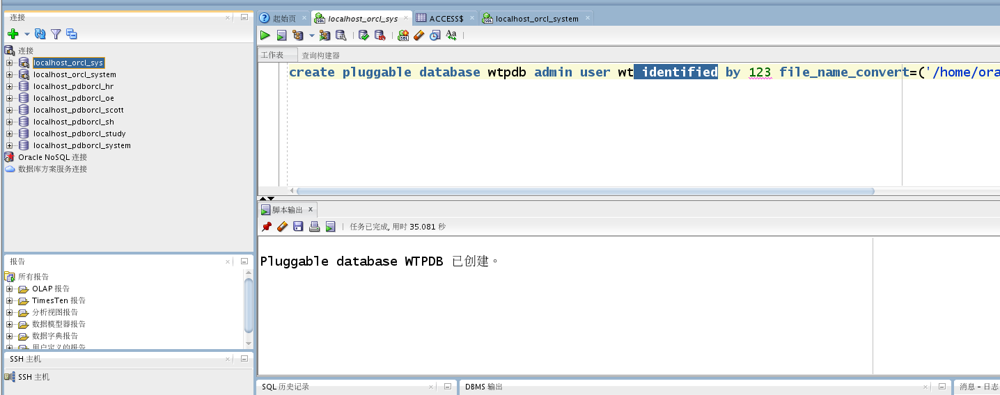 连接
连接
localhost_orcl_sys
localhost_orcl_system
localhost_pdborcl_hr
localhost_pdborcl_oe
localhost_pdborcl_scott
localhost_pdborcl_sh
localhost_pdborcl_study
localhost_pdborcl_system
Oracle NoSQL 连接
数据库方案服务连接
报告
所有报告
OLAP 报告
TimesTen 报告
分析视图报告
数据模型器报告
数据字典报告
用户定义的报告
SSH 主机
SSH 主机
起始页 localhost_orcl_sys ACCESS$ localhost_orcl_system
工作表 查询构建器
create pluggable database wtpdb admin user wt identified by 123 file_name_convert=('/home/ora
脚本输出
任务已完成, 用时 35.081 秒
Pluggable database WTPDB 已创建。
SQL 历史记录
DBMS 输出
消息 - 日志